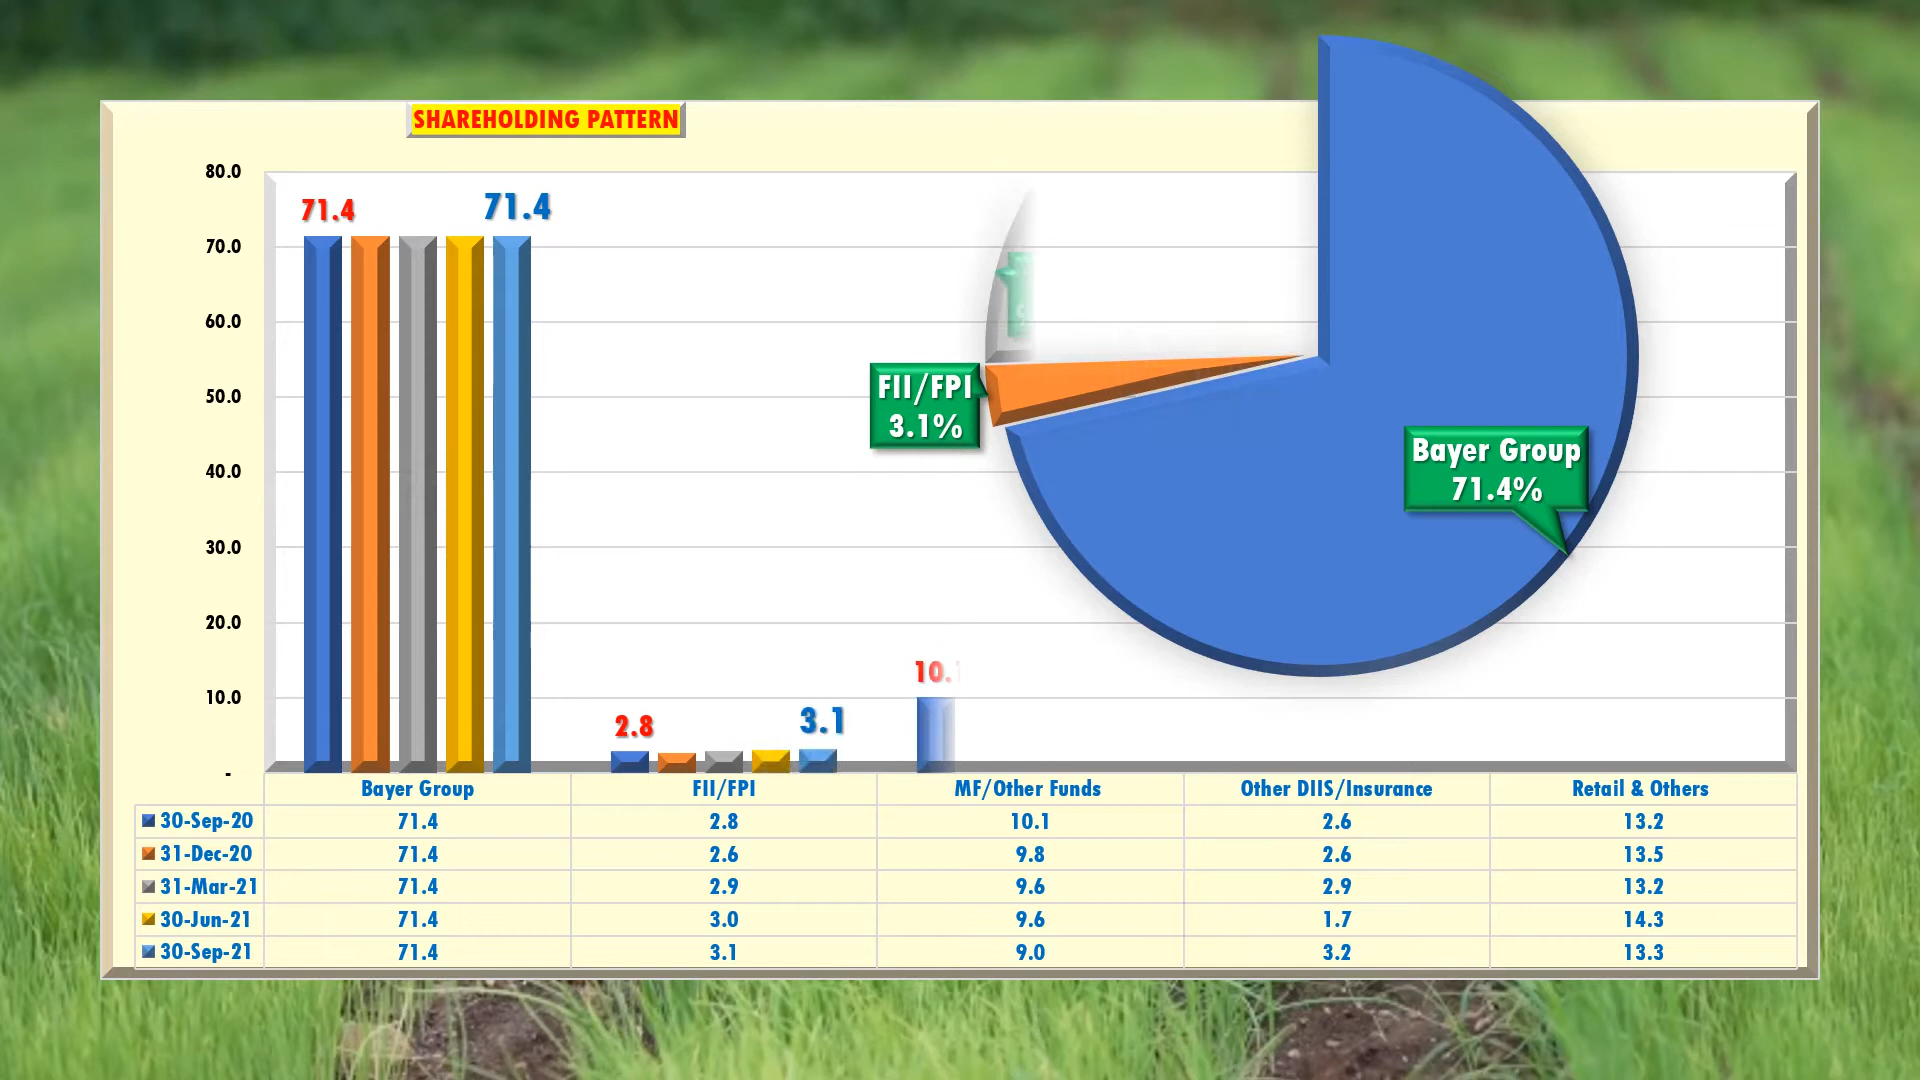 SHAREHOLDING PATTERN
80.0
70.0
60.0
50.0
40.0
30.0
20.0
10.0
-
71.4
71.4
2.8
3.1
10.
FII/FPI
3.1%
Bayer Group
71.4%
Bayer Group FII/FPI MF/Other Funds Other DIIS/Insurance Retail & Others
30-Sep-20 71.4 2.8 10.1 2.6 13.2
31-Dec-20 71.4 2.6 9.8 2.6 13.5
31-Mar-21 71.4 2.9 9.6 2.9 13.2
30-Jun-21 71.4 3.0 9.6 1.7 14.3
30-Sep-21 71.4 3.1 9.0 3.2 13.3